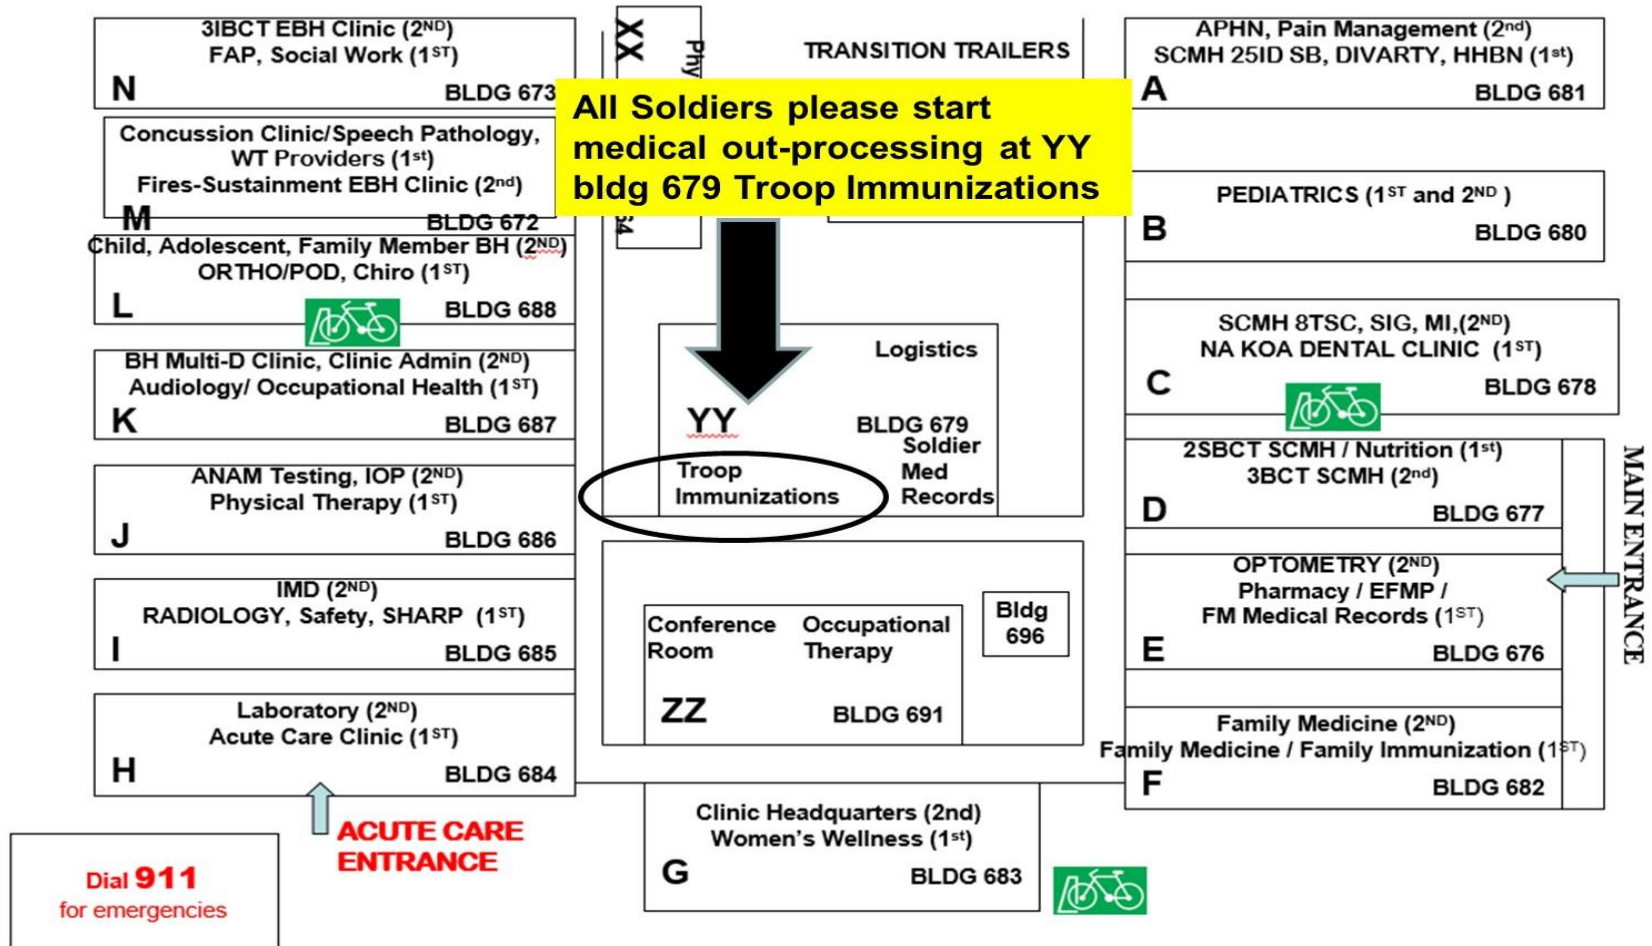 3IBCT EBH Clinic (2ND)
FAP, Social Work (1ST)
N BLDG 673
Concussion Clinic/Speech Pathology,
WT Providers (1st)
Fires-Sustainment EBH Clinic (2nd)
M BLDG 672
Child, Adolescent, Family Member BH (2ND)
ORTHO/POD, Chiro (1ST)
L BLDG 688
BH Multi-D Clinic, Clinic Admin (2ND)
Audiology/ Occupational Health (1ST)
K BLDG 687
ANAM Testing, IOP (2ND)
Physical Therapy (1ST)
J BLDG 686
IMD (2ND)
RADIOLOGY, Safety, SHARP (1ST)
I BLDG 685
Laboratory (2ND)
Acute Care Clinic (1ST)
H BLDG 684
ACUTE CARE
ENTRANCE
Dial 911
for emergencies
XX
TRANSITION TRAILERS
All Soldiers please start
medical out-processing at YY
bldg 679 Troop Immunizations
Logistics
YY BLDG 679
Soldier
Med
Records
Troop
Immunizations
Conference
Room
Occupational
Therapy
ZZ BLDG 691
Bldg
696
Clinic Headquarters (2nd)
Women's Wellness (1st)
G BLDG 683
APHN, Pain Management (2nd)
SCMH 25ID SB, DIVARTY, HHBN (1st)
A BLDG 681
PEDIATRICS (1ST and 2ND )
B BLDG 680
SCMH 8TSC, SIG, MI,(2ND)
NA KOA DENTAL CLINIC (1ST)
C BLDG 678
2SBCT SCMH / Nutrition (1st)
3BCT SCMH (2nd)
D BLDG 677
OPTOMETRY (2ND)
Pharmacy / EFMP /
FM Medical Records (1ST)
E BLDG 676
Family Medicine (2ND)
Family Medicine / Family Immunization (1ST)
F BLDG 682
MAIN ENTRANCE